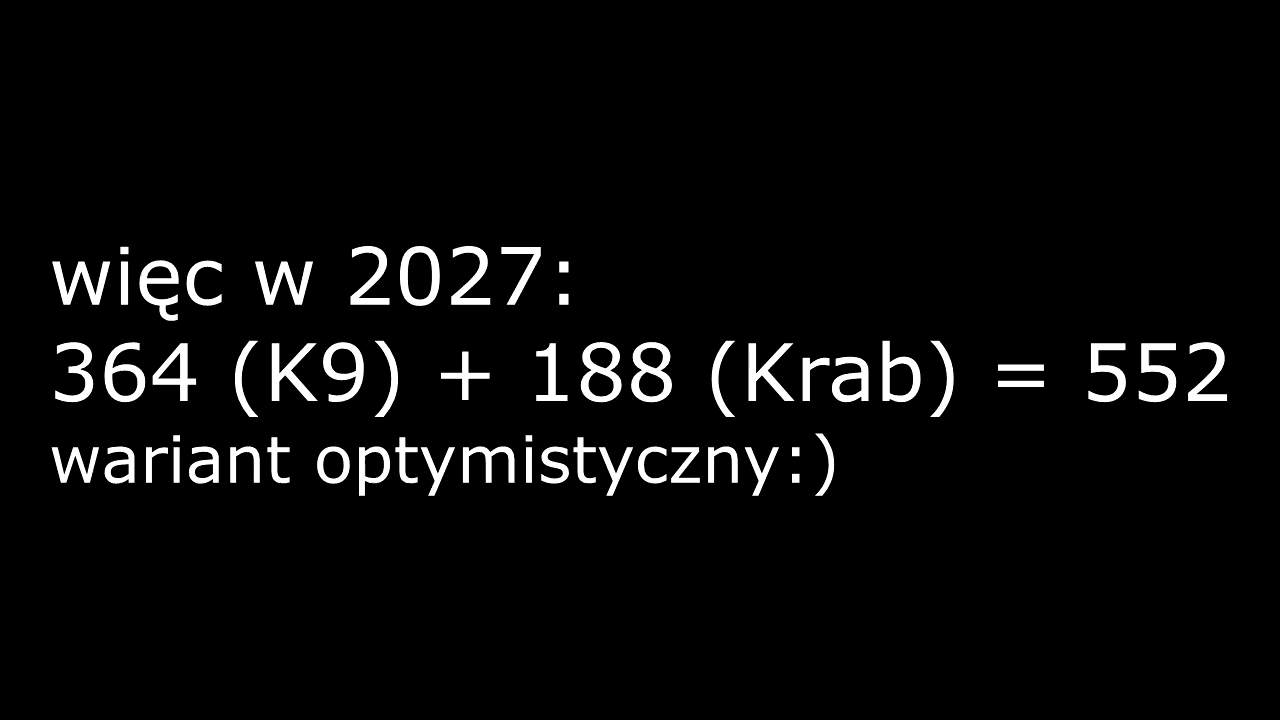 więc w 2027:
364 (K9) + 188 (Krab) = 552
wariant optymistyczny:)